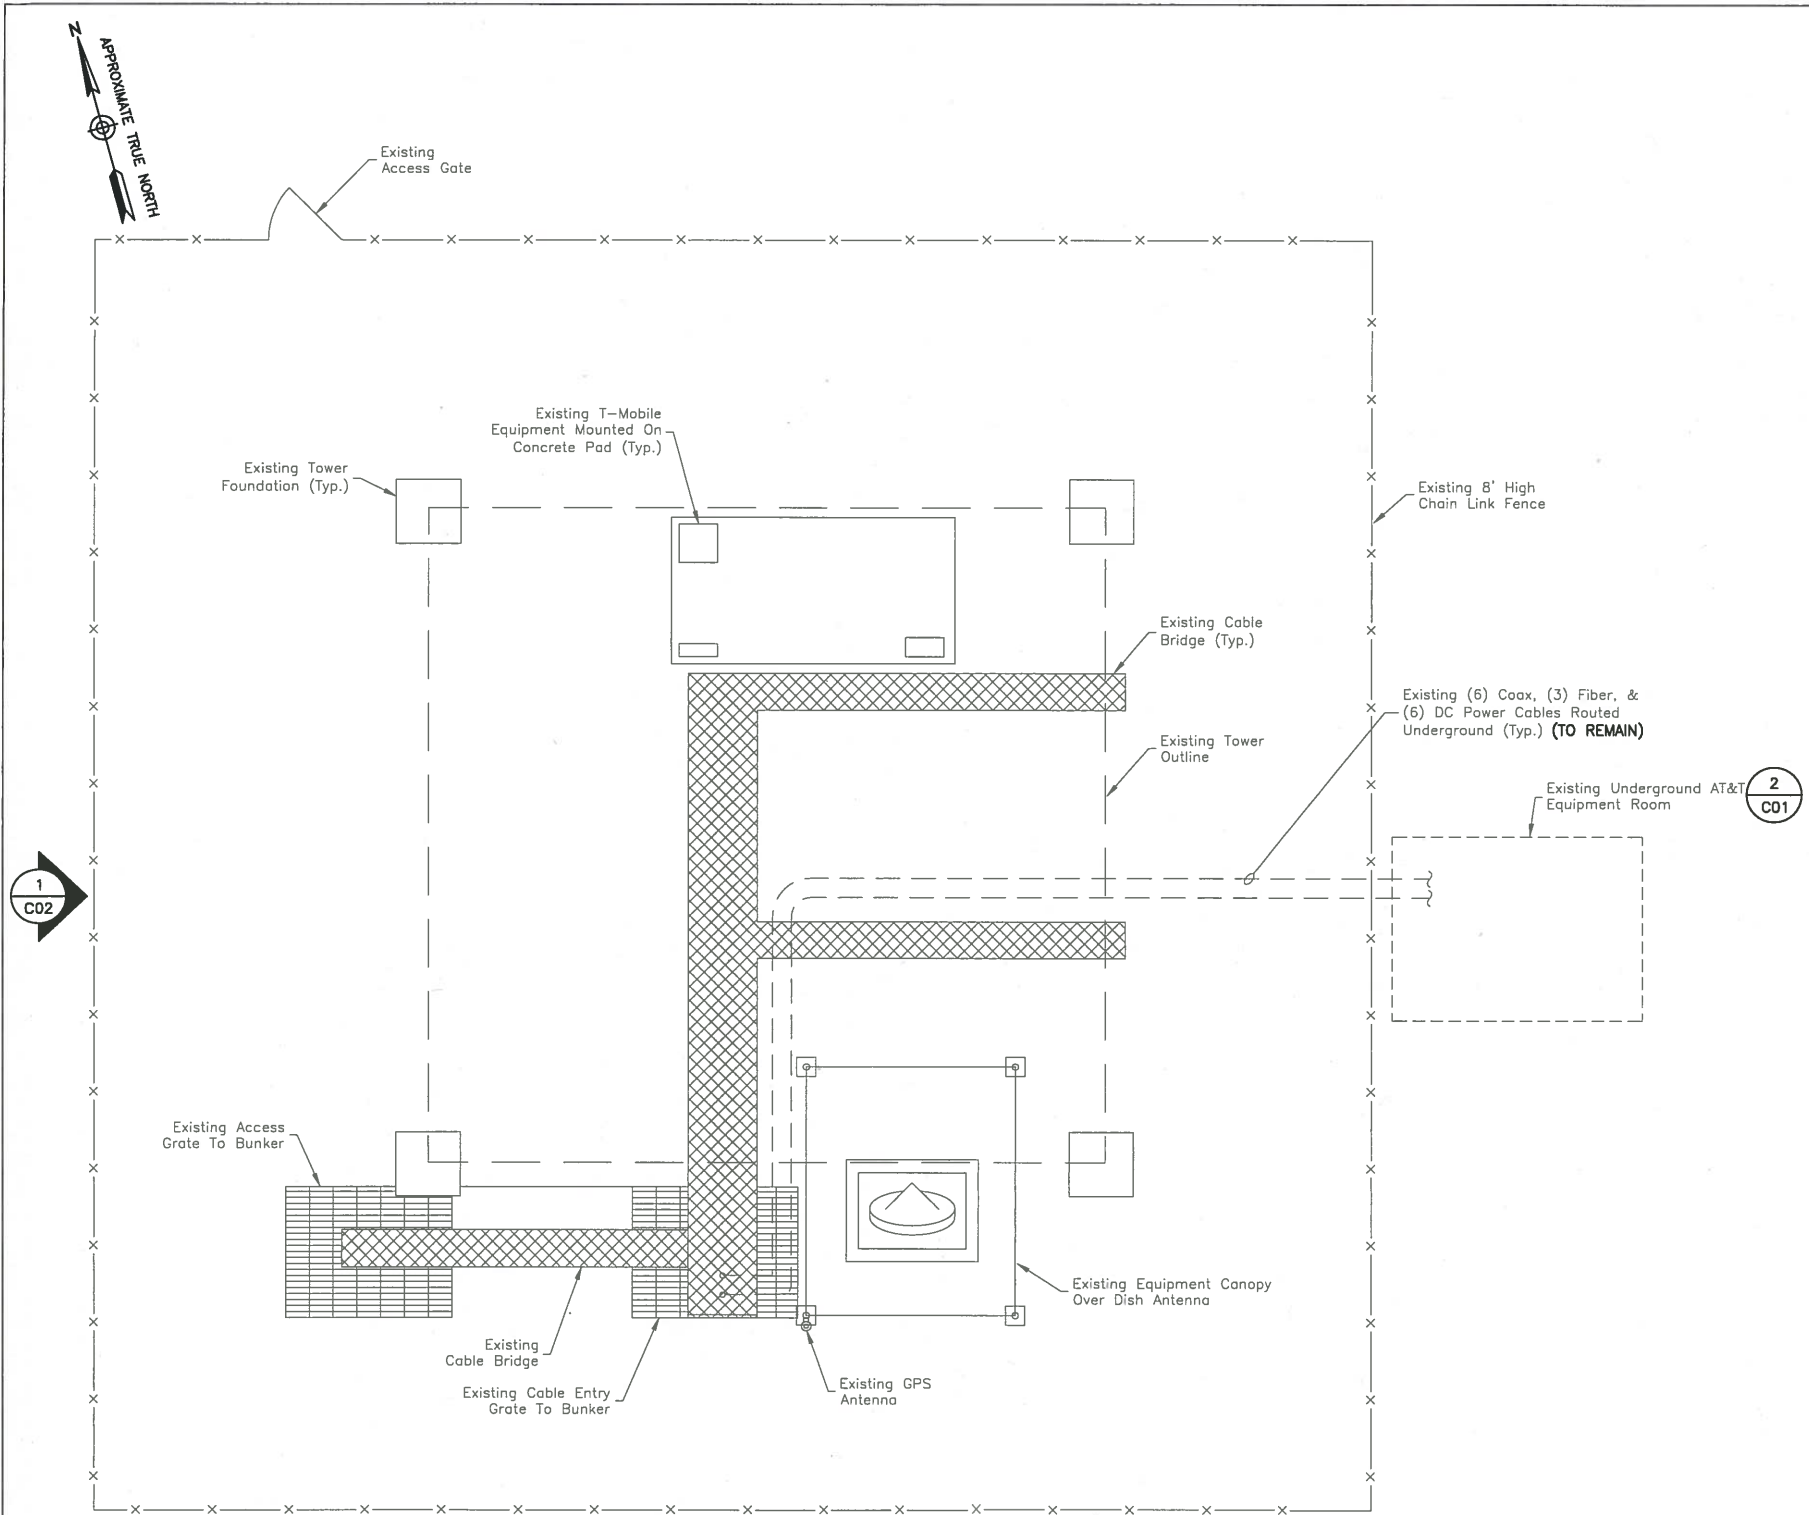 N
APPROXIMATE TRUE NORTH
Existing
Access Gate
Existing T-Mobile
Equipment Mounted On
Concrete Pad (Typ.)
Existing Tower
Foundation (Typ.)
Existing 8' High
Chain Link Fence
Existing Cable
Bridge (Typ.)
Existing (6) Coax, (3) Fiber, &
(6) DC Power Cables Routed
Underground (Typ.) (TO REMAIN)
Existing Tower
Outline
Existing Underground AT&T
Equipment Room
2
C01
1
C02
Existing Access
Grate To Bunker
Existing Equipment Canopy
Over Dish Antenna
Existing
Cable Bridge
Existing Cable Entry
Grate To Bunker
Existing GPS
Antenna